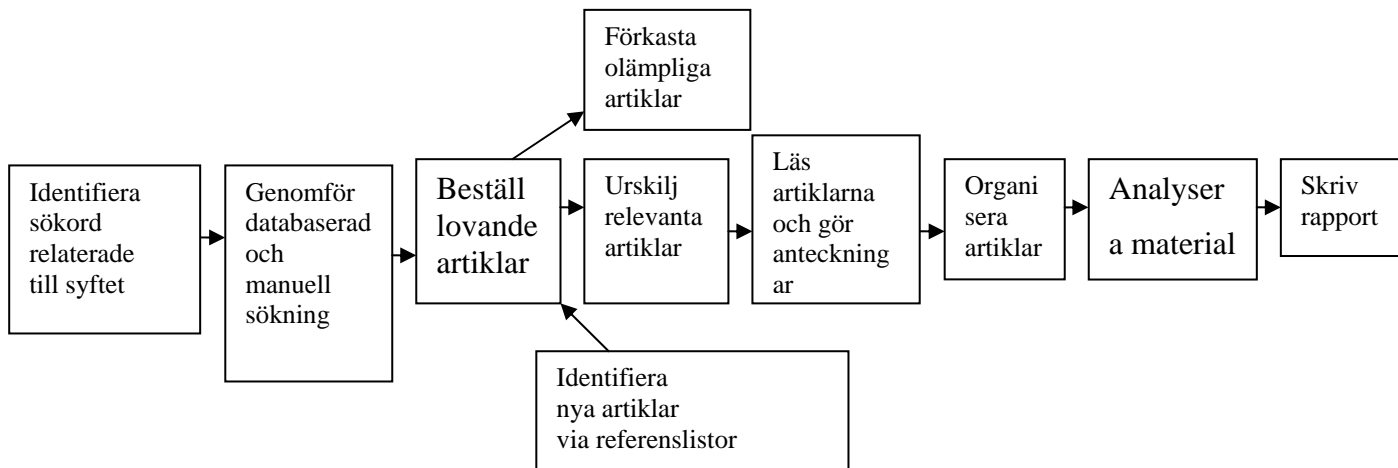 Förkasta
olämpliga
artiklar
Identifiera
sökord
relaterade
till syftet
Genomför
databaserad
och
manuell
sökning
Beställ
lovande
artiklar
Urskilj
relevanta
artiklar
Läs
artiklarna
och gör
anteckning
ar
Organi
sera
artiklar
Analyser
a material
Skriv
rapport
Identifiera
nya artiklar
via referenslistor